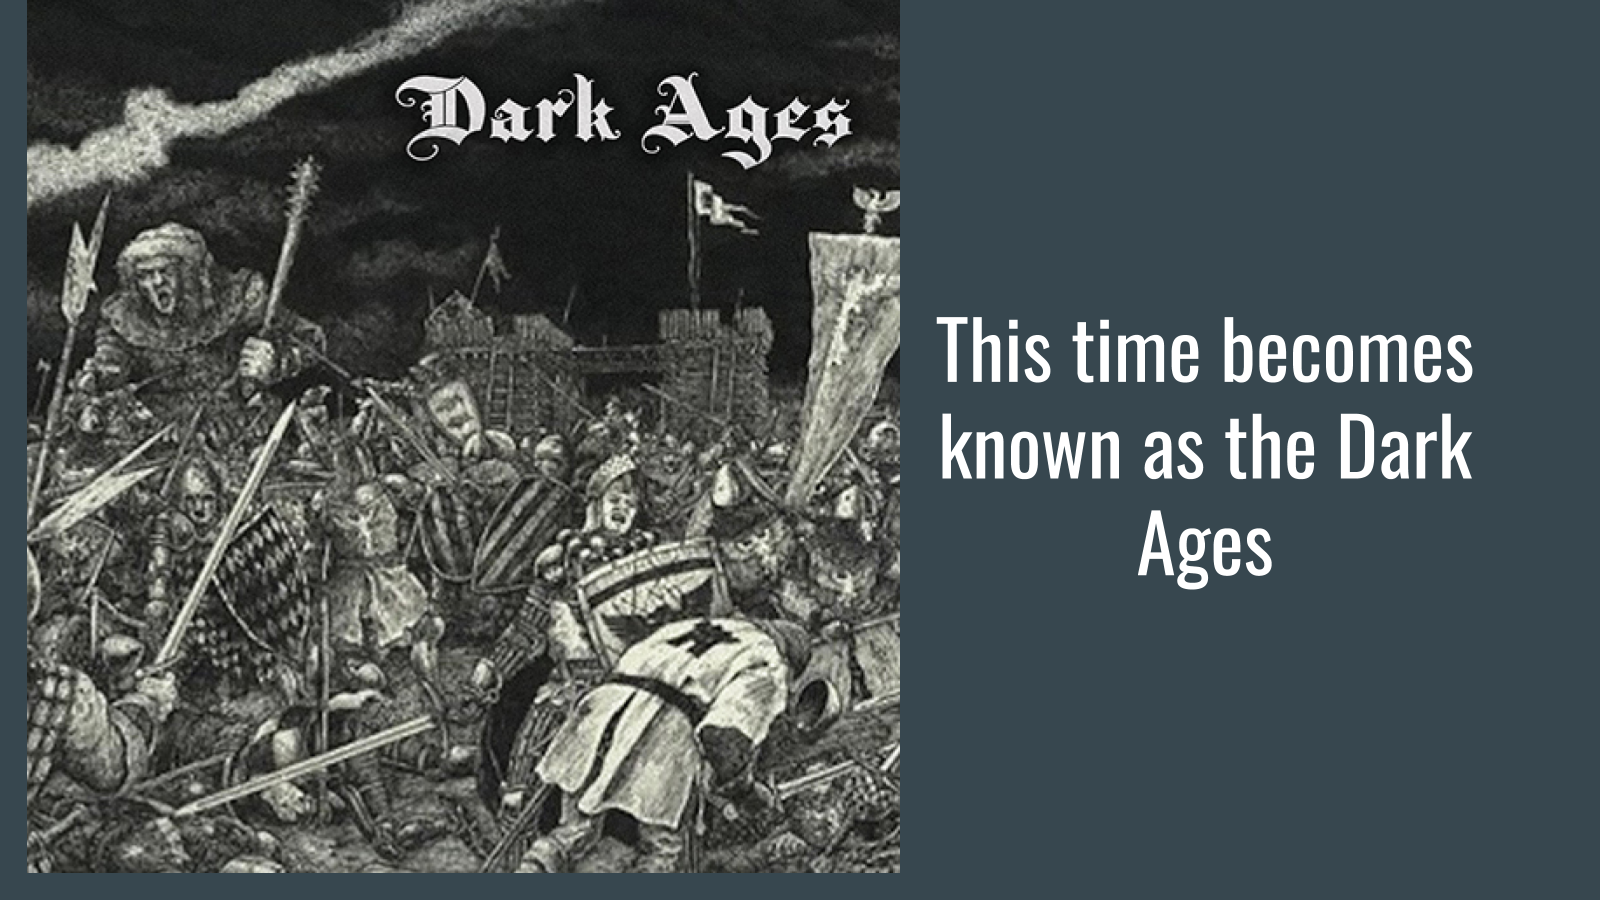 Dark Ages
This time becomes
known as the Dark
Ages